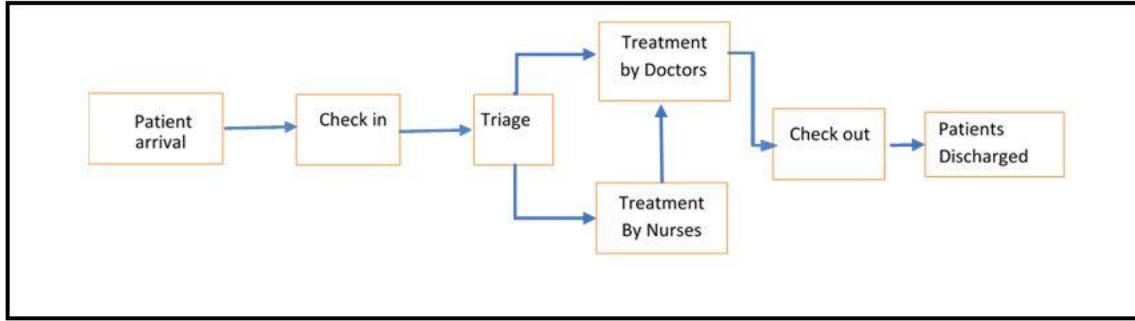 Patient
arrival
Check in
Triage
Treatment
by Doctors
Treatment
By Nurses
Check out
Patients
Discharged